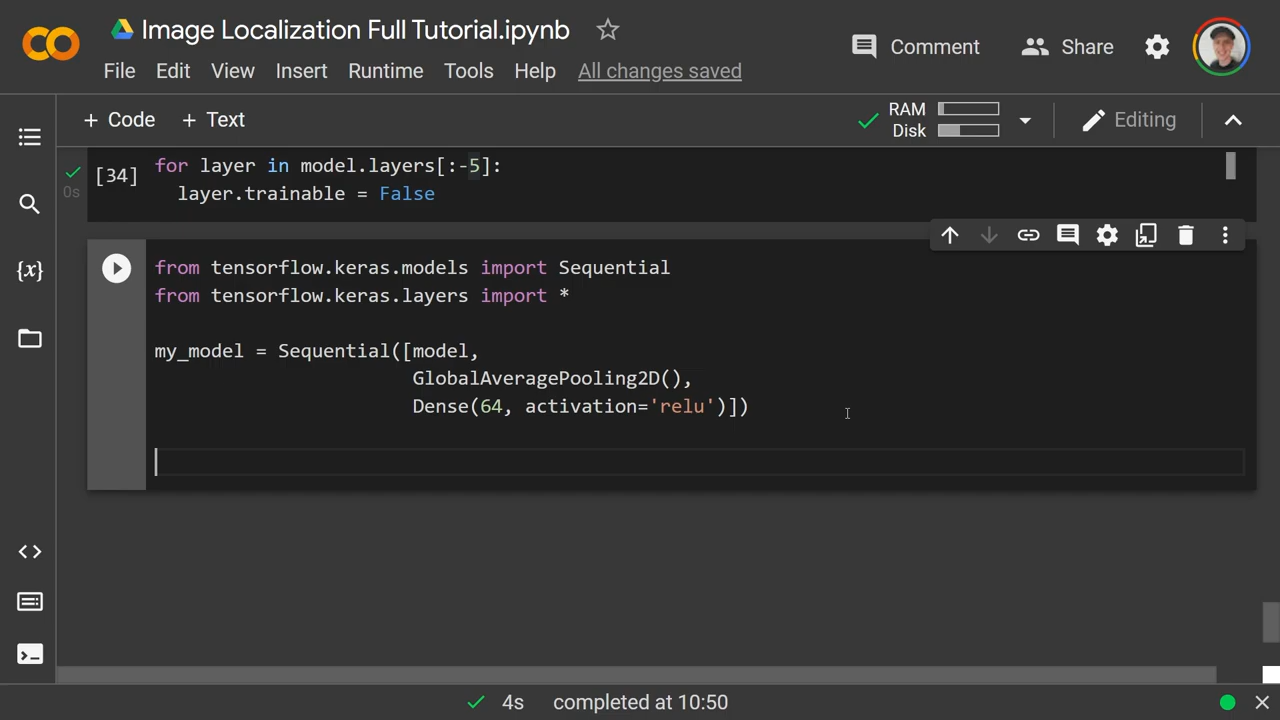 Image Localization Full Tutorial.ipynb
Comment
Share
File Edit View Insert Runtime Tools Help All changes saved
+ Code + Text
RAM
Disk
Editing
[34]
0s
for layer in model.layers[:-5]:
layer.trainable = False
from tensorflow.keras.models import Sequential
from tensorflow.keras.layers import *
my_model = Sequential([model,
GlobalAveragePooling2D(),
Dense(64, activation='relu')])
{x}
4s completed at 10:50